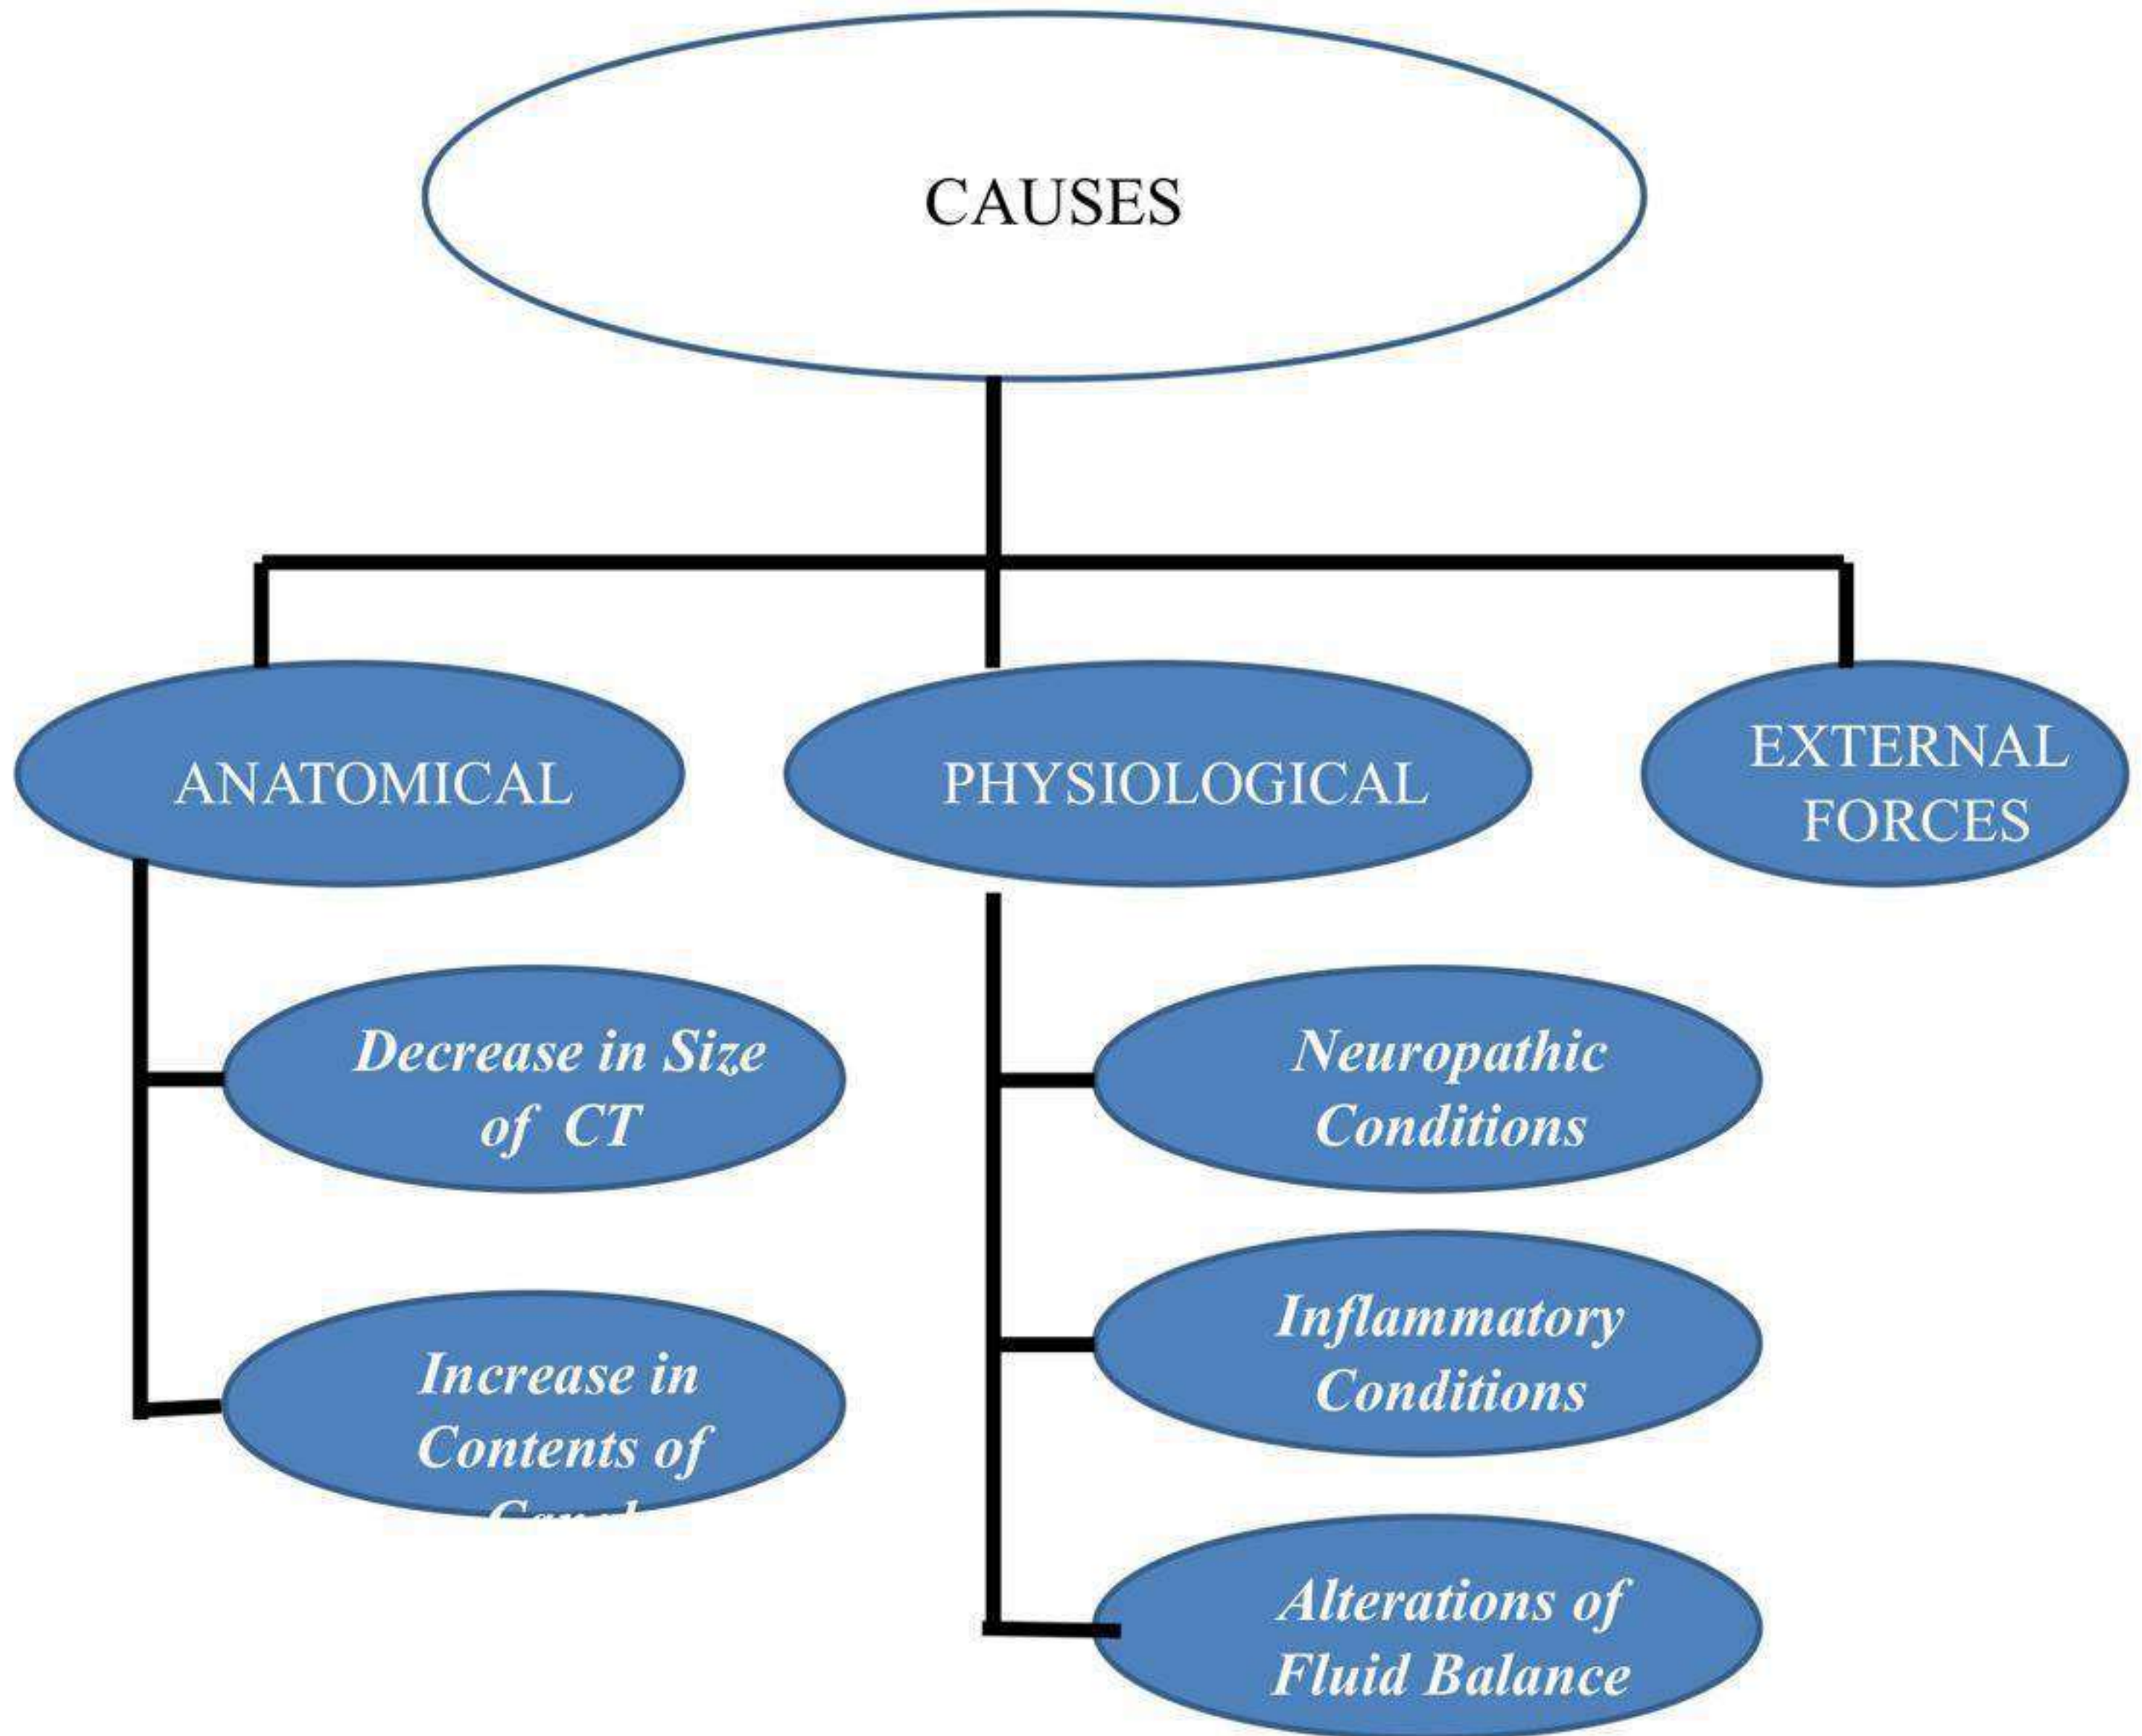 CAUSES
ANATOMICAL
PHYSIOLOGICAL
EXTERNAL
FORCES
Decrease in Size
of CT
Increase in
Contents of
Canal
Neuropathic
Conditions
Inflammatory
Conditions
Alterations of
Fluid Balance